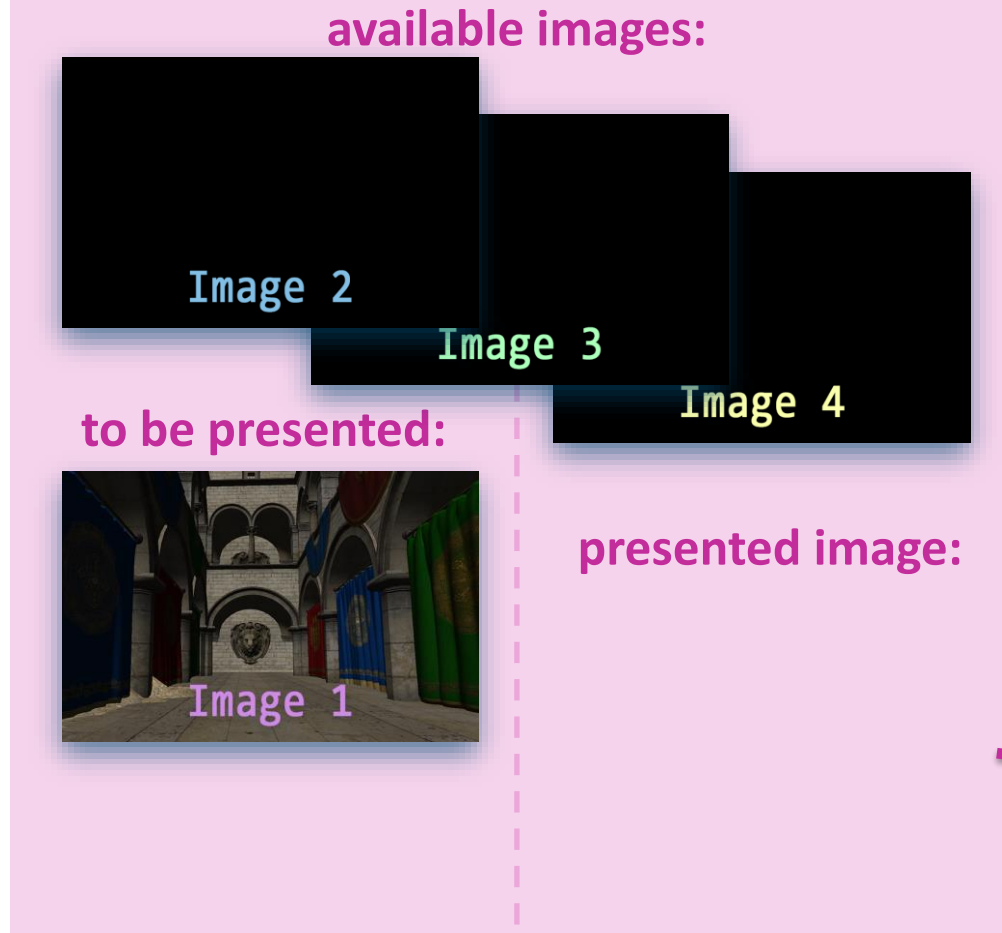 available images:
Image 2
Image 3
Image 4
to be presented:
Image 1
presented image: